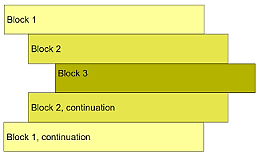 Block 1
Block 2
Block 3
Block 2, continuation
Block 1, continuation